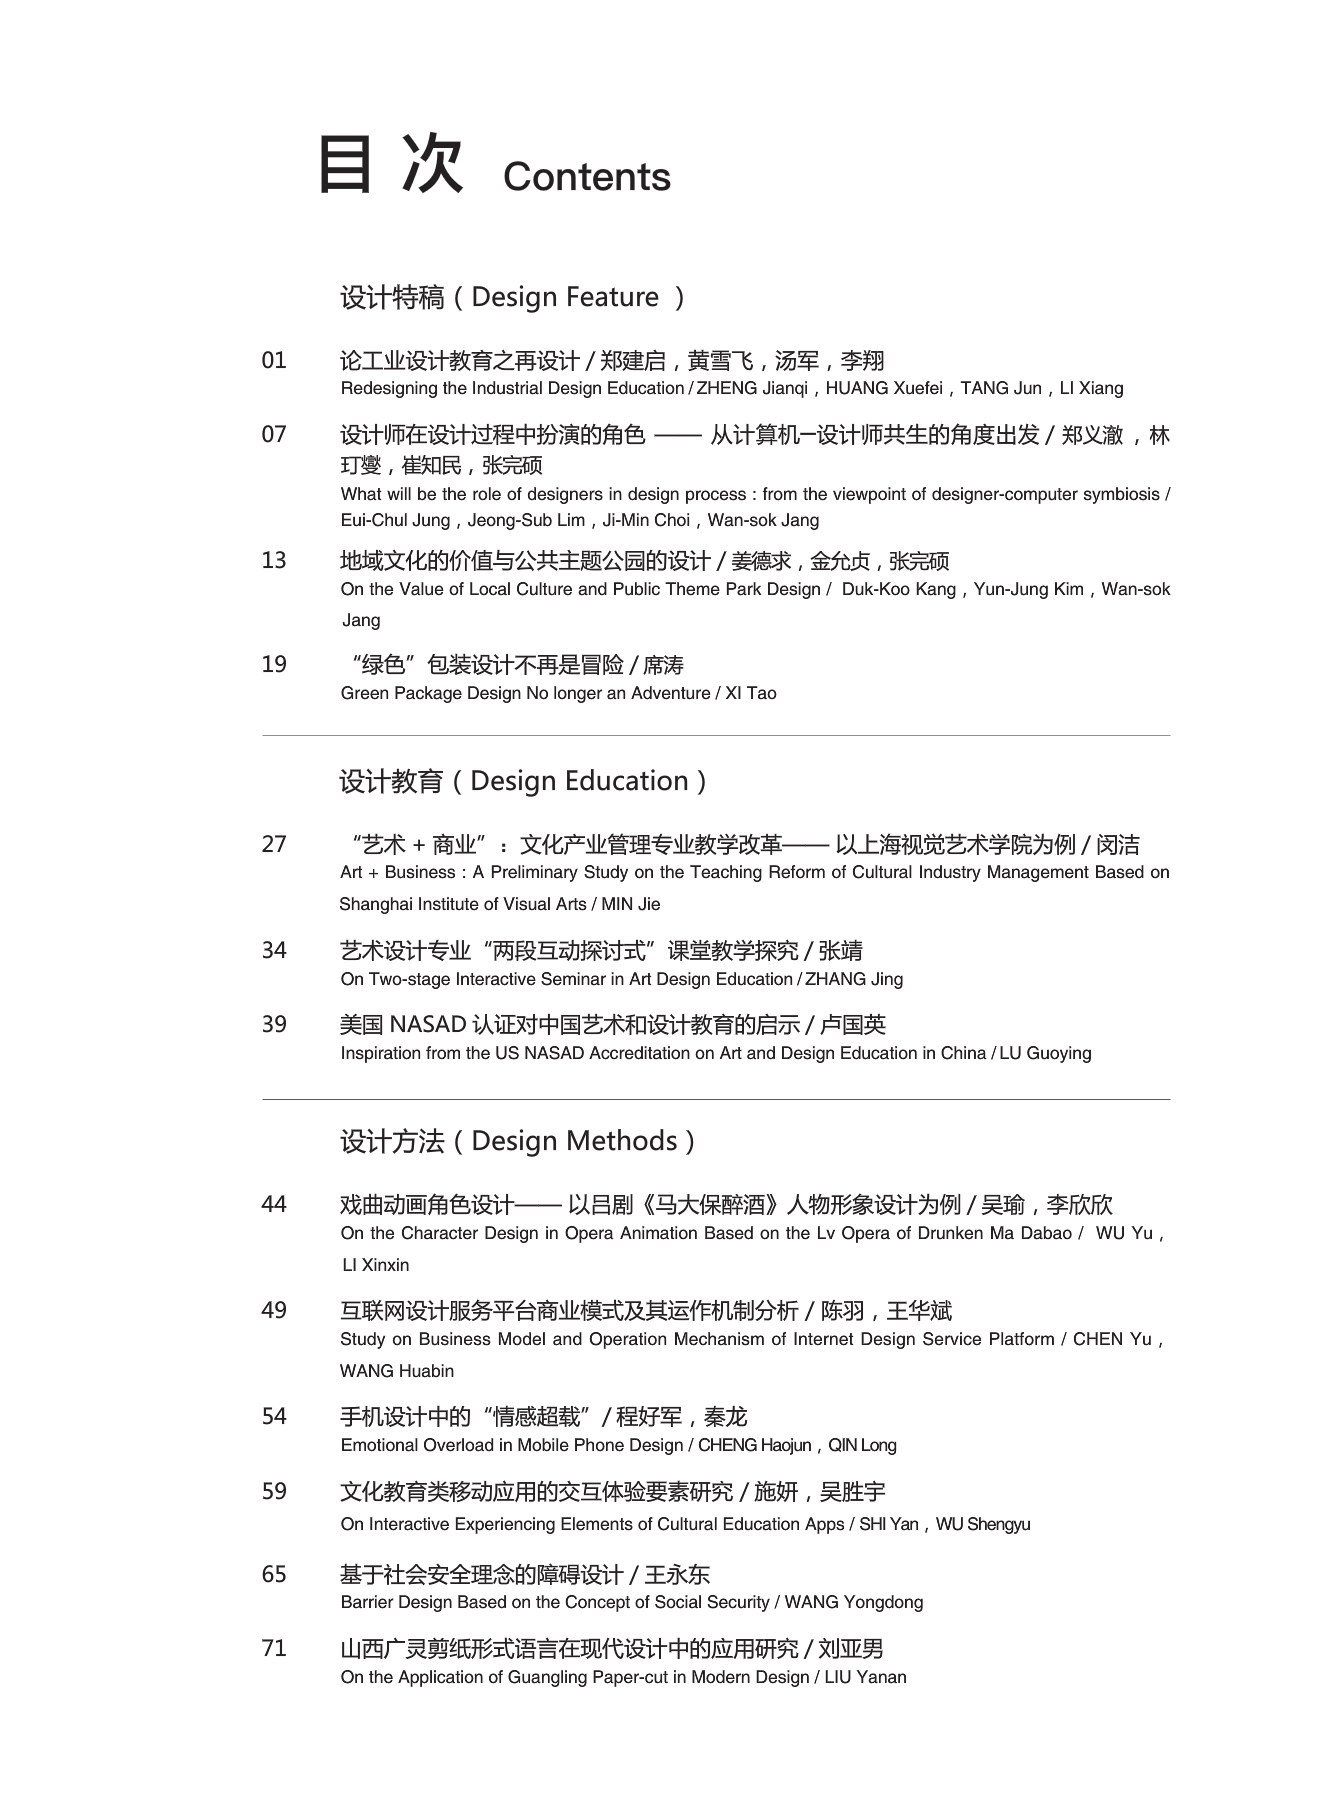 目 次 Contents
设计特稿（Design Feature ）
01 论工业设计教育之再设计 / 郑建启，黄雪飞，汤军，李翔
Redesigning the Industrial Design Education / ZHENG Jianqi，HUANG Xuefei，TANG Jun，LI Xiang
07 设计师在设计过程中扮演的角色 —— 从计算机—设计师共生的角度出发 / 郑义澈 ，林
玎燮，崔知民，张完硕
What will be the role of designers in design process : from the viewpoint of designer-computer symbiosis /
Eui-Chul Jung，Jeong-Sub Lim，Ji-Min Choi，Wan-sok Jang
13 地域文化的价值与公共主题公园的设计 / 姜德求，金允贞，张完硕
On the Value of Local Culture and Public Theme Park Design / Duk-Koo Kang，Yun-Jung Kim，Wan-sok
Jang
19 “绿色”包装设计不再是冒险 / 席涛
Green Package Design No longer an Adventure / XI Tao
设计教育（Design Education）
27 “艺术 + 商业”：文化产业管理专业教学改革—— 以上海视觉艺术学院为例 / 闵洁
Art + Business : A Preliminary Study on the Teaching Reform of Cultural Industry Management Based on
Shanghai Institute of Visual Arts / MIN Jie
34 艺术设计专业“两段互动探讨式”课堂教学探究 / 张靖
On Two-stage Interactive Seminar in Art Design Education / ZHANG Jing
39 美国 NASAD 认证对中国艺术和设计教育的启示 / 卢国英
Inspiration from the US NASAD Accreditation on Art and Design Education in China / LU Guoying
设计方法（Design Methods）
44 戏曲动画角色设计—— 以吕剧《马大保醉酒》人物形象设计为例 / 吴瑜，李欣欣
On the Character Design in Opera Animation Based on the Lv Opera of Drunken Ma Dabao / WU Yu，
LI Xinxin
49 互联网设计服务平台商业模式及其运作机制分析 / 陈羽，王华斌
Study on Business Model and Operation Mechanism of Internet Design Service Platform / CHEN Yu，
WANG Huabin
54 手机设计中的“情感超载”/ 程好军，秦龙
Emotional Overload in Mobile Phone Design / CHENG Haojun，QIN Long
59 文化教育类移动应用的交互体验要素研究 / 施妍，吴胜宇
On Interactive Experiencing Elements of Cultural Education Apps / SHI Yan，WU Shengyu
65 基于社会安全理念的障碍设计 / 王永东
Barrier Design Based on the Concept of Social Security / WANG Yongdong
71 山西广灵剪纸形式语言在现代设计中的应用研究 / 刘亚男
On the Application of Guangling Paper-cut in Modern Design / LIU Yanan